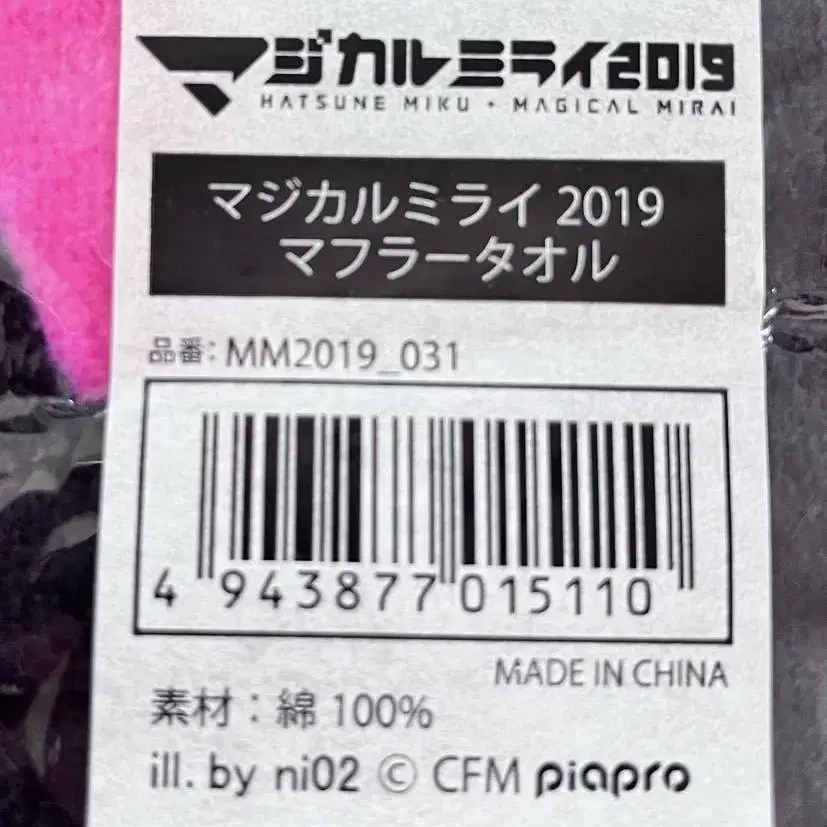 マジカルミライ2019
HATSUNE MIKU・MAGICAL MIRAI
マジカルミライ 2019
マフラータオル
品番：MM2019_031
4 943877 015110
MADE IN CHINA
素材：綿 100%
ill. by ni02 © CFM piapro